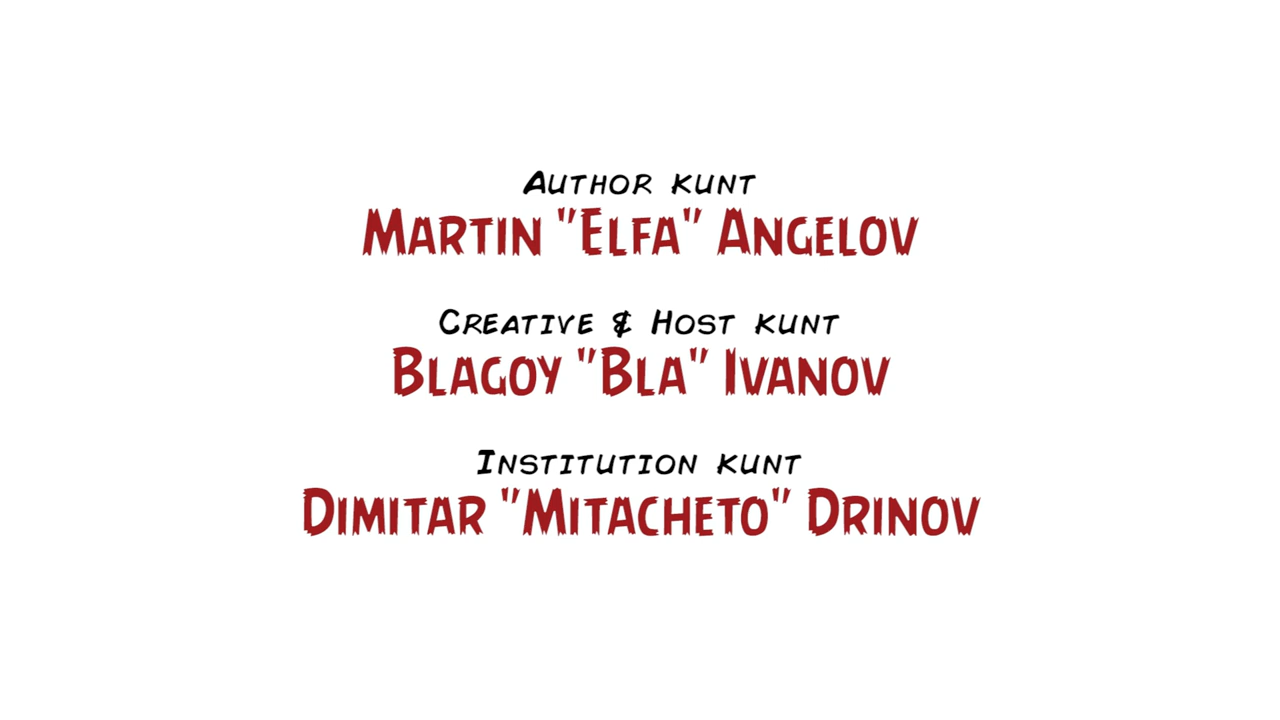 Author kunt
Martin "Elfa" Angelov
Creative & Host kunt
Blagoy "Bla" Ivanov
Institution kunt
Dimitar "Mitacheto" Drinov